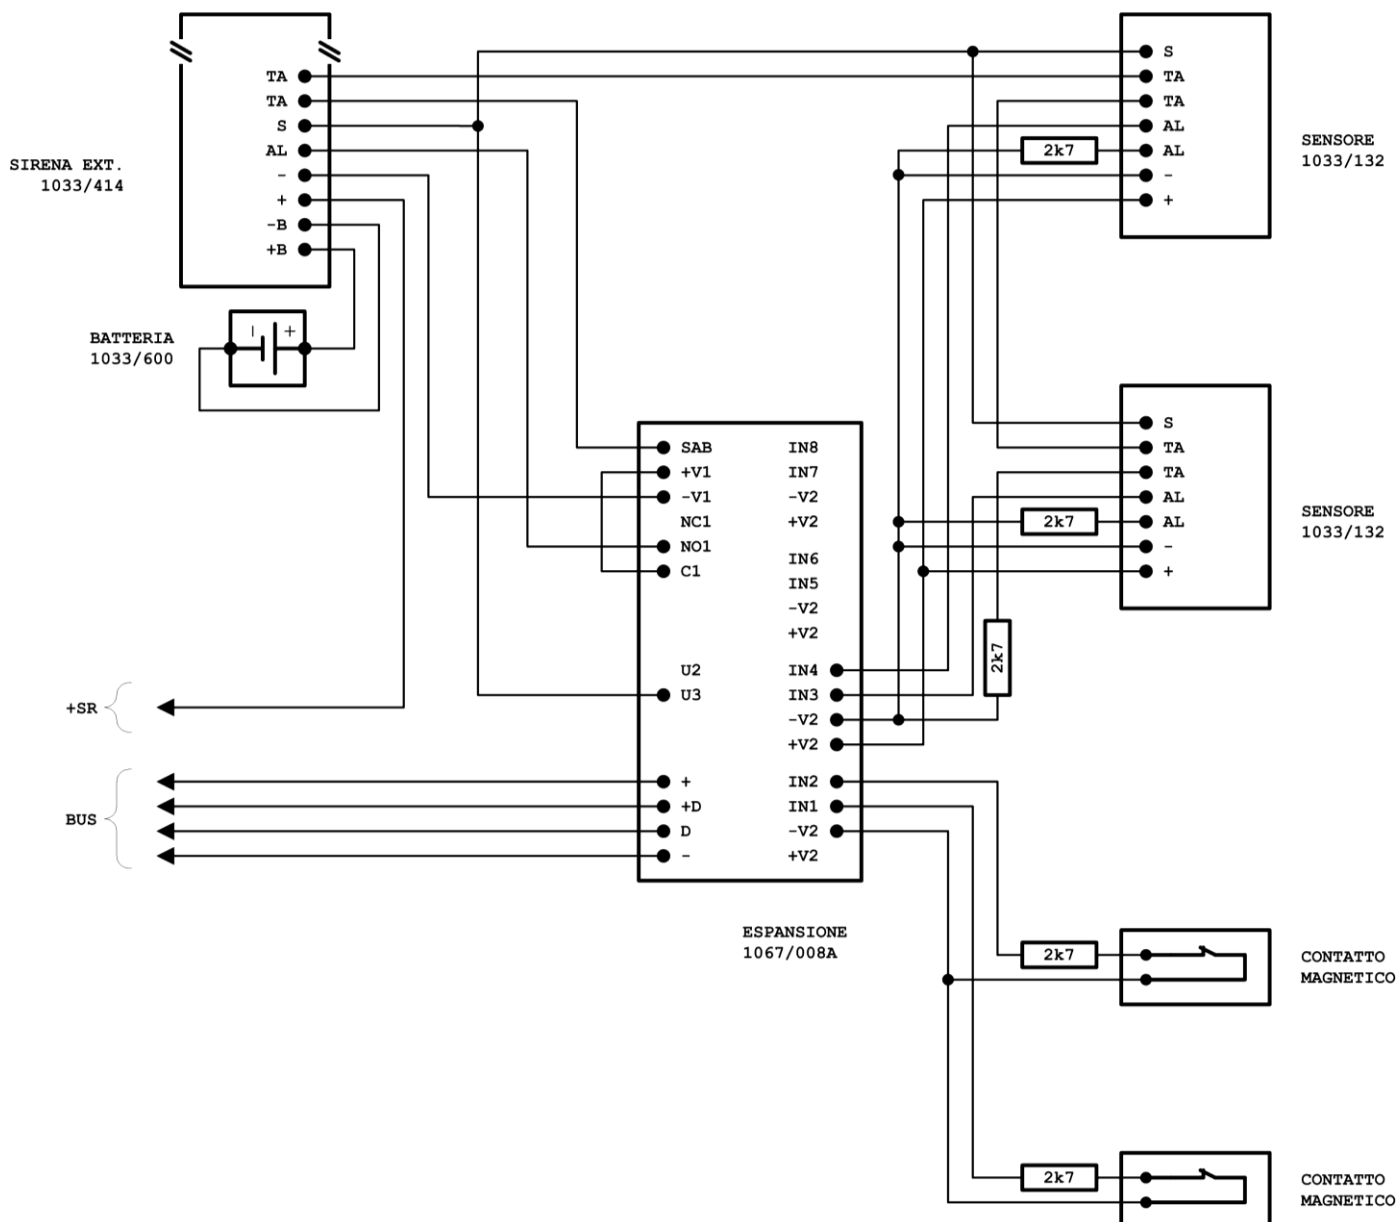 SIRENA EXT.
1033/414
TA
TA
S
AL
-
+
-B
+B
BATTERIA
1033/600
- +
+SR
BUS
SAB
+V1
-V1
NC1
NO1
C1
U2
U3
+
+D
D
-
IN8
IN7
-V2
+V2
IN6
IN5
-V2
+V2
IN4
IN3
-V2
+V2
IN2
IN1
-V2
+V2
ESPANSIONE
1067/008A
2k7
S
TA
TA
AL
AL
-
+
SENSORE
1033/132
2k7
2k7
S
TA
TA
AL
AL
-
+
SENSORE
1033/132
2k7
CONTATTO
MAGNETICO
2k7
CONTATTO
MAGNETICO